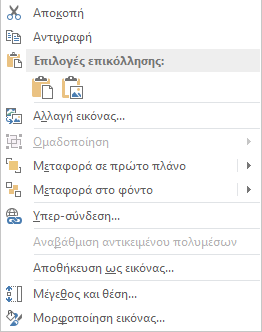 Αποκοπή
Αντιγραφή
Επιλογές επικόλλησης:
Αλλαγή εικόνας...
Ομαδοποίηση
Μεταφορά σε πρώτο πλάνο
Μεταφορά στο φόντο
Υπερ-σύνδεση...
Αναβάθμιση αντικειμένου πολυμέσων
Αποθήκευση ως εικόνας...
Μέγεθος και θέση...
Μορφοποίηση εικόνας...